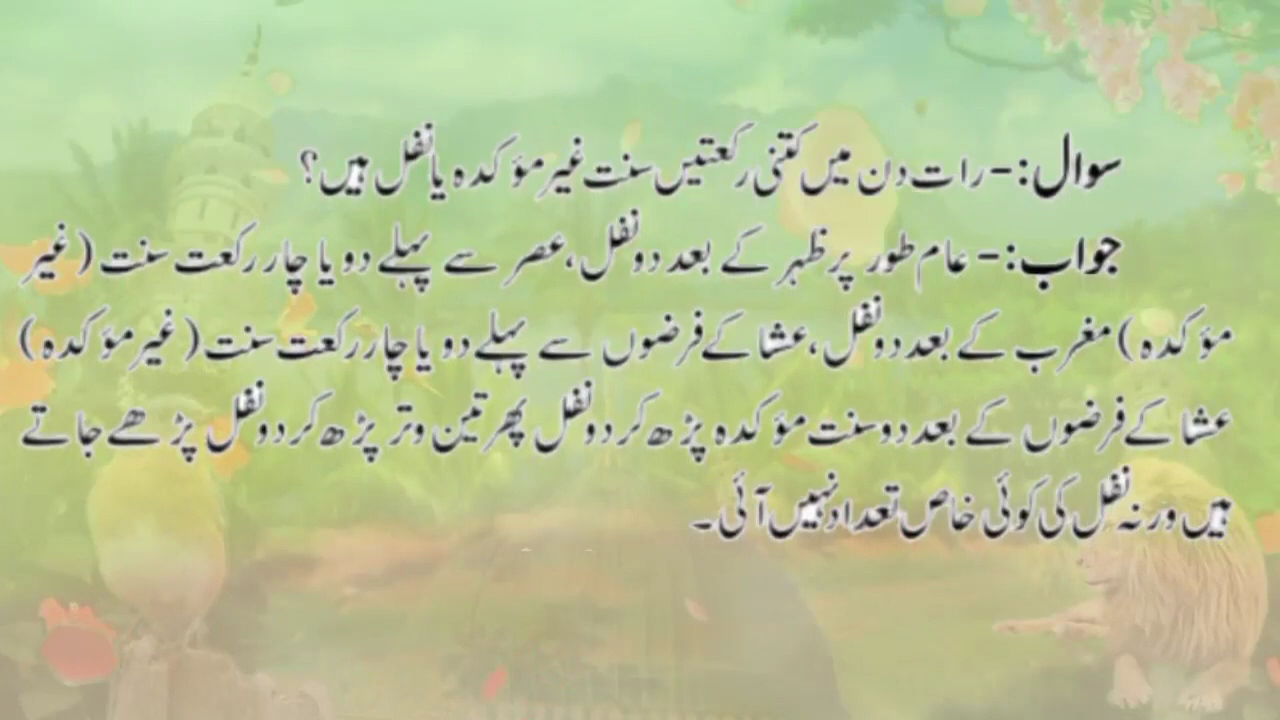 سوال:- رات دن میں کتنی رکعتیں سنت غیر مؤکدہ یا نفل ہیں؟
جواب:- عام طور پر ظہر کے بعد دو نفل، عصر سے پہلے دو یا چار رکعت سنت (غیر
مؤکدہ) مغرب کے بعد دو نفل، عشا کے فرضوں سے پہلے دو یا چار رکعت سنت (غیر مؤکدہ)
عشا کے فرضوں کے بعد دو سنت مؤکدہ پڑھ کر دو نفل پھر تین وتر پڑھ کر دو نفل پڑھے جاتے
ہیں ورنہ نفل کی کوئی خاص تعداد نہیں آئی۔